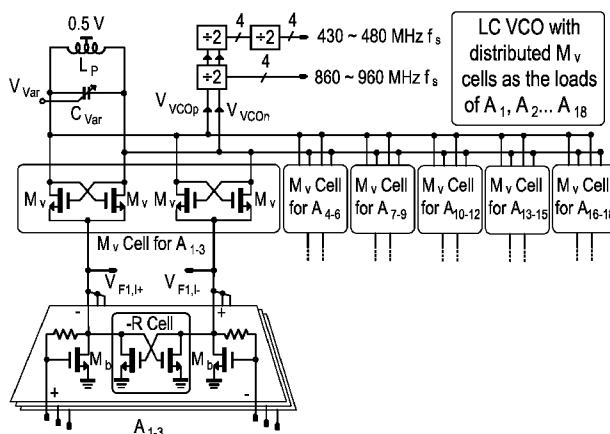 0.5 V
L_P
V_Var
C_Var
÷2
4
÷2
4
430 ~ 480 MHz f_s
÷2
4
860 ~ 960 MHz f_s
V_VCOp
V_VCOn
LC VCO with
distributed M_v
cells as the loads
of A_1, A_2... A_18
M_v
M_v
M_v
M_v
M_v Cell for A_1-3
M_v Cell
for A_4-6
M_v Cell
for A_7-9
M_v Cell
for A_10-12
M_v Cell
for A_13-15
M_v Cell
for A_16-18
V_F1,I+
V_F1,I-
-
+
-R Cell
M_b
M_b
+
-
A_1-3